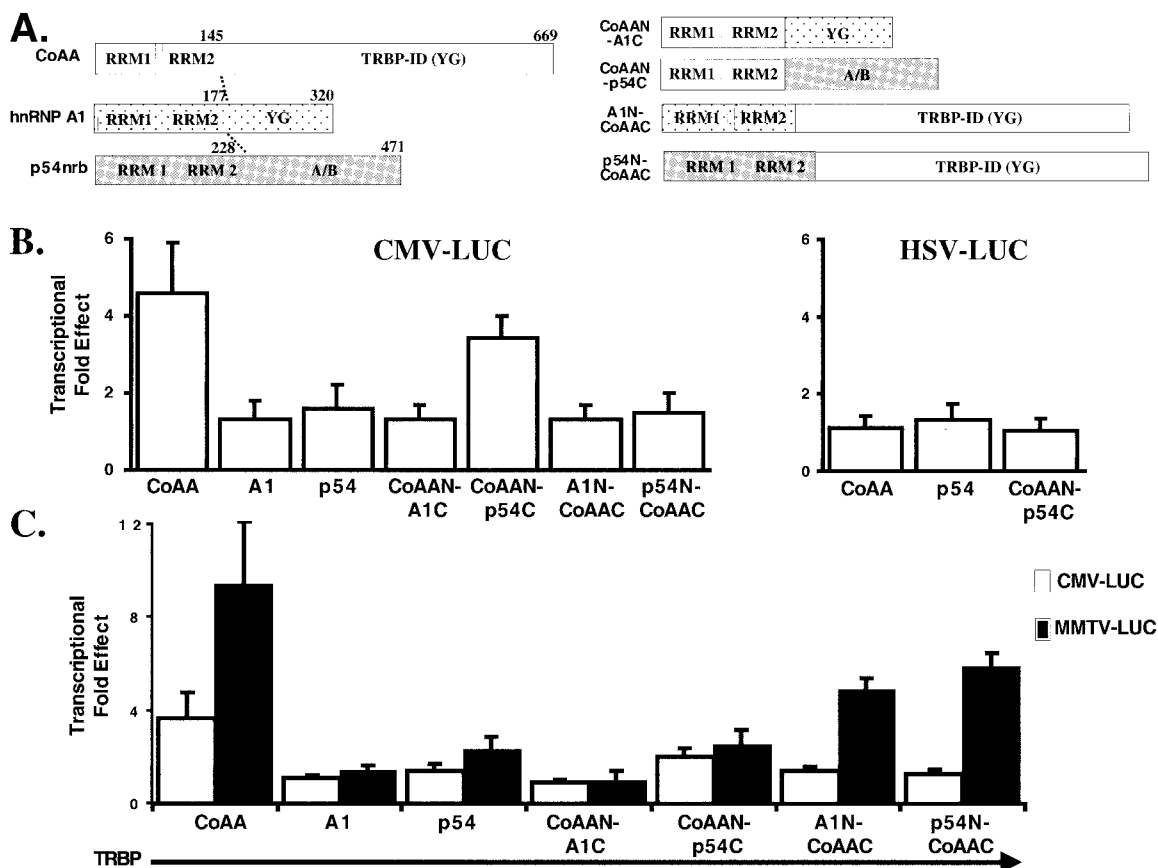 A.
CoAA
145
669
RRM1
RRM2
TRBP-ID (YG)
hnRNP A1
177
320
RRM1
RRM2
YG
p54nrb
228
471
RRM 1
RRM 2
A/B
CoAAN
-A1C
RRM1
RRM2
YG
CoAAN
-p54C
RRM1
RRM2
A/B
A1N-
CoAAC
RRM1
RRM2
TRBP-ID (YG)
p54N-
CoAAC
RRM 1
RRM 2
TRBP-ID (YG)
B.
CMV-LUC
Transcriptional
Fold Effect
6
4
2
0
CoAA
A1
p54
CoAAN-
A1C
CoAAN-
p54C
A1N-
CoAAC
p54N-
CoAAC
HSV-LUC
6
4
2
0
CoAA
p54
CoAAN-
p54C
C.
Transcriptional
Fold Effect
12
8
4
0
CMV-LUC
MMTV-LUC
CoAA
A1
p54
CoAAN-
A1C
CoAAN-
p54C
A1N-
CoAAC
p54N-
CoAAC
TRBP